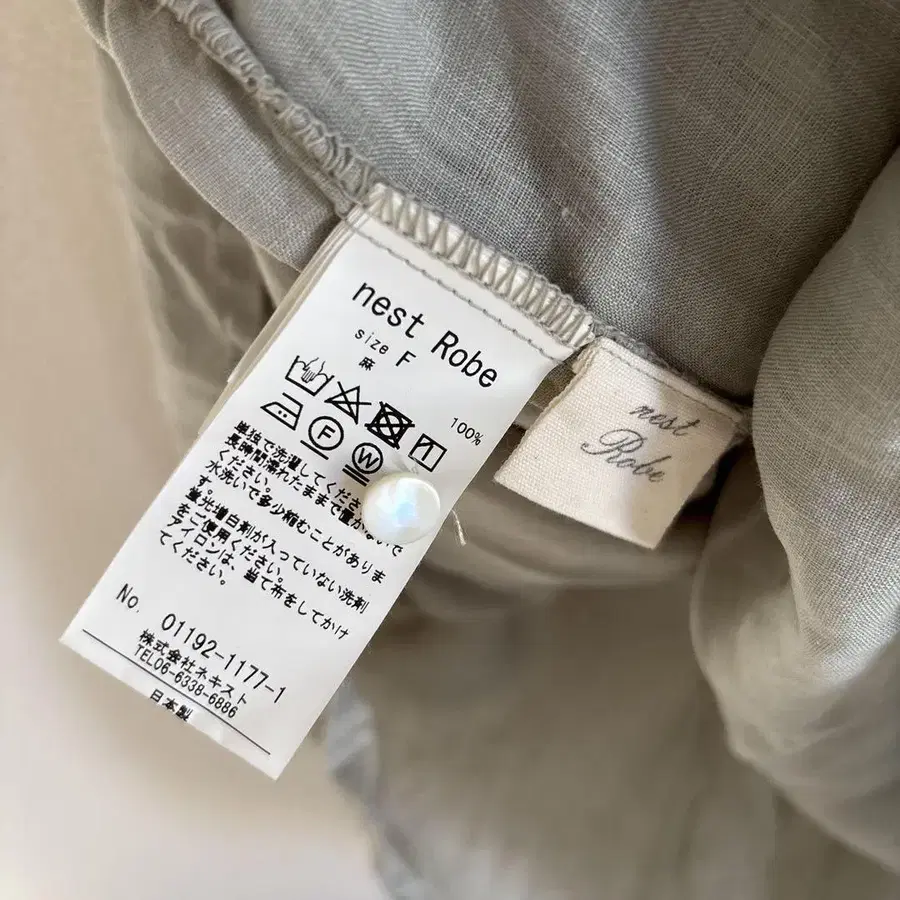 nest Robe
size F
麻 100%
F W
単独で洗濯してください
長時間濡れたままで置かないで
ください。
水洗いで多少縮むことがありま
す。
蛍光増白剤が入っていない洗剤
をご使用ください。
アイロンは、当て布をしてかけ
てください。
No. 01192-1177-1
株式会社ネキスト
TEL06-6338-6886
日本製
nest
Robe